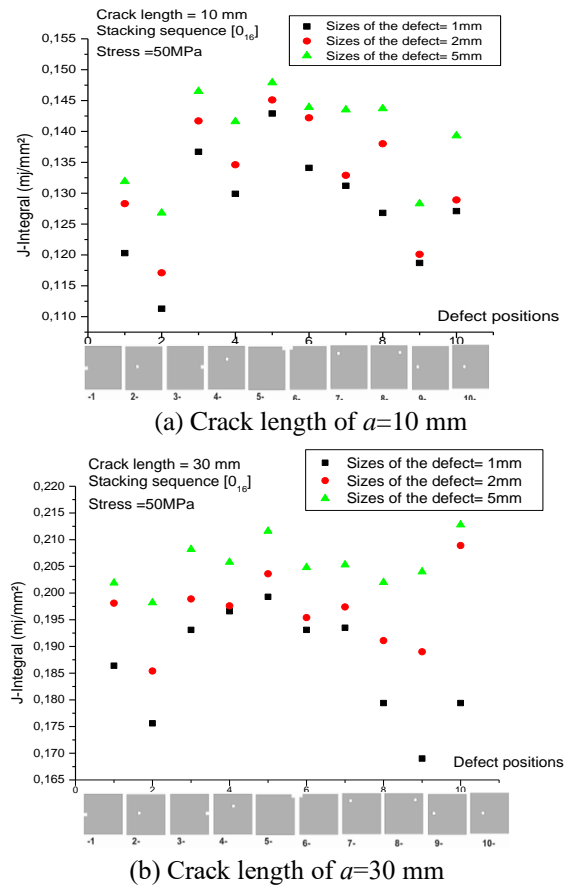 Crack length = 10 mm
Stacking sequence [0₁₆]
Stress =50MPa
Sizes of the defect= 1mm
Sizes of the defect= 2mm
Sizes of the defect= 5mm
J-Integral (mj/mm²)
0,155
0,150
0,145
0,140
0,135
0,130
0,125
0,120
0,115
0,110
Defect positions
0 2 4 6 8 10
-1 2- 3- 4- 5- 6- 7- 8- 9- 10-
(a) Crack length of a=10 mm
Crack length = 30 mm
Stacking sequence [0₁₆]
Stress =50MPa
Sizes of the defect= 1mm
Sizes of the defect= 2mm
Sizes of the defect= 5mm
J-Integral (mj/mm²)
0,220
0,215
0,210
0,205
0,200
0,195
0,190
0,185
0,180
0,175
0,170
0,165
Defect positions
0 2 4 6 8 10
-1 2- 3- 4- 5- 6- 7- 8- 9- 10-
(b) Crack length of a=30 mm